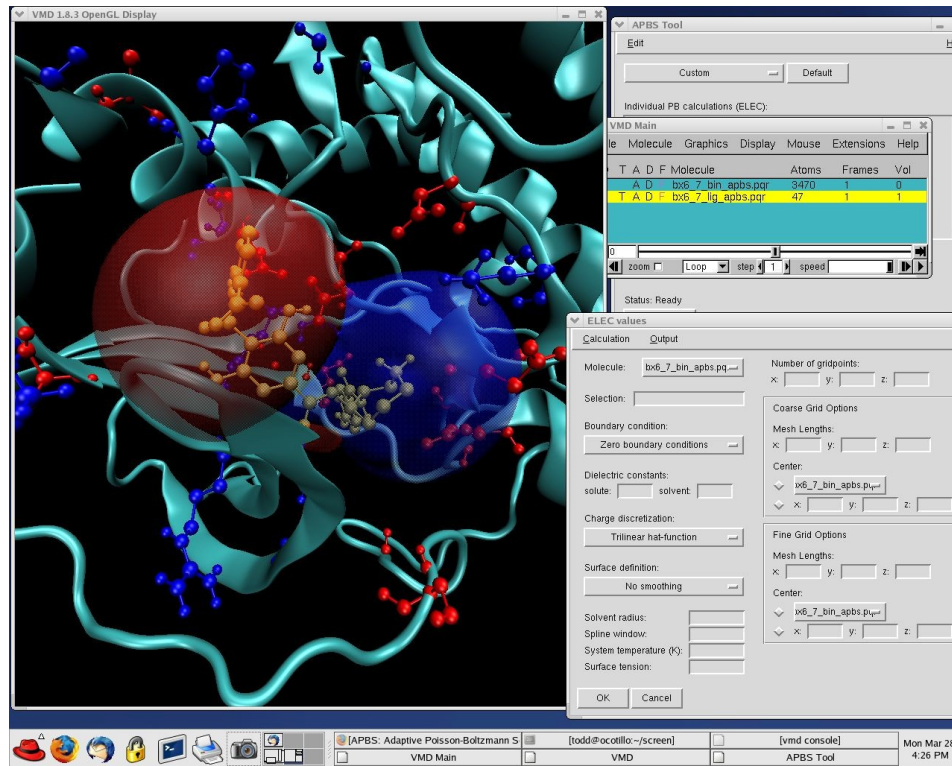 VMD 1.8.3 OpenGL Display
APBS Tool
Edit
Custom
Default
Individual PB calculations (ELEC):
VMD Main
le Molecule Graphics Display Mouse Extensions Help
T A D F Molecule Atoms Frames Vol
A D bx6_7_bin_apbs.pqr 3470 1 0
T A D F bx6_7_lig_apbs.pqr 47 1 1
0
zoom Loop step 1 speed
Status: Ready
ELEC values
Calculation Output
Molecule: bx6_7_bin_apbs.pq
Selection:
Boundary condition:
Zero boundary conditions
Dielectric constants:
solute: solvent:
Charge discretization:
Trilinear hat-function
Surface definition:
No smoothing
Solvent radius:
Spline window:
System temperature (K):
Surface tension:
OK Cancel
Number of gridpoints:
x: y: z:
Coarse Grid Options
Mesh Lengths:
x: y: z:
Center:
x6_7_bin_apbs.pq
x: y: z:
Fine Grid Options
Mesh Lengths:
x: y: z:
Center:
x6_7_bin_apbs.pq
x: y: z:
[APBS: Adaptive Poisson-Boltzmann S
[todd@ocotillo:~/screen]
[vmd console]
Mon Mar 28
VMD Main
VMD
APBS Tool
4:26 PM